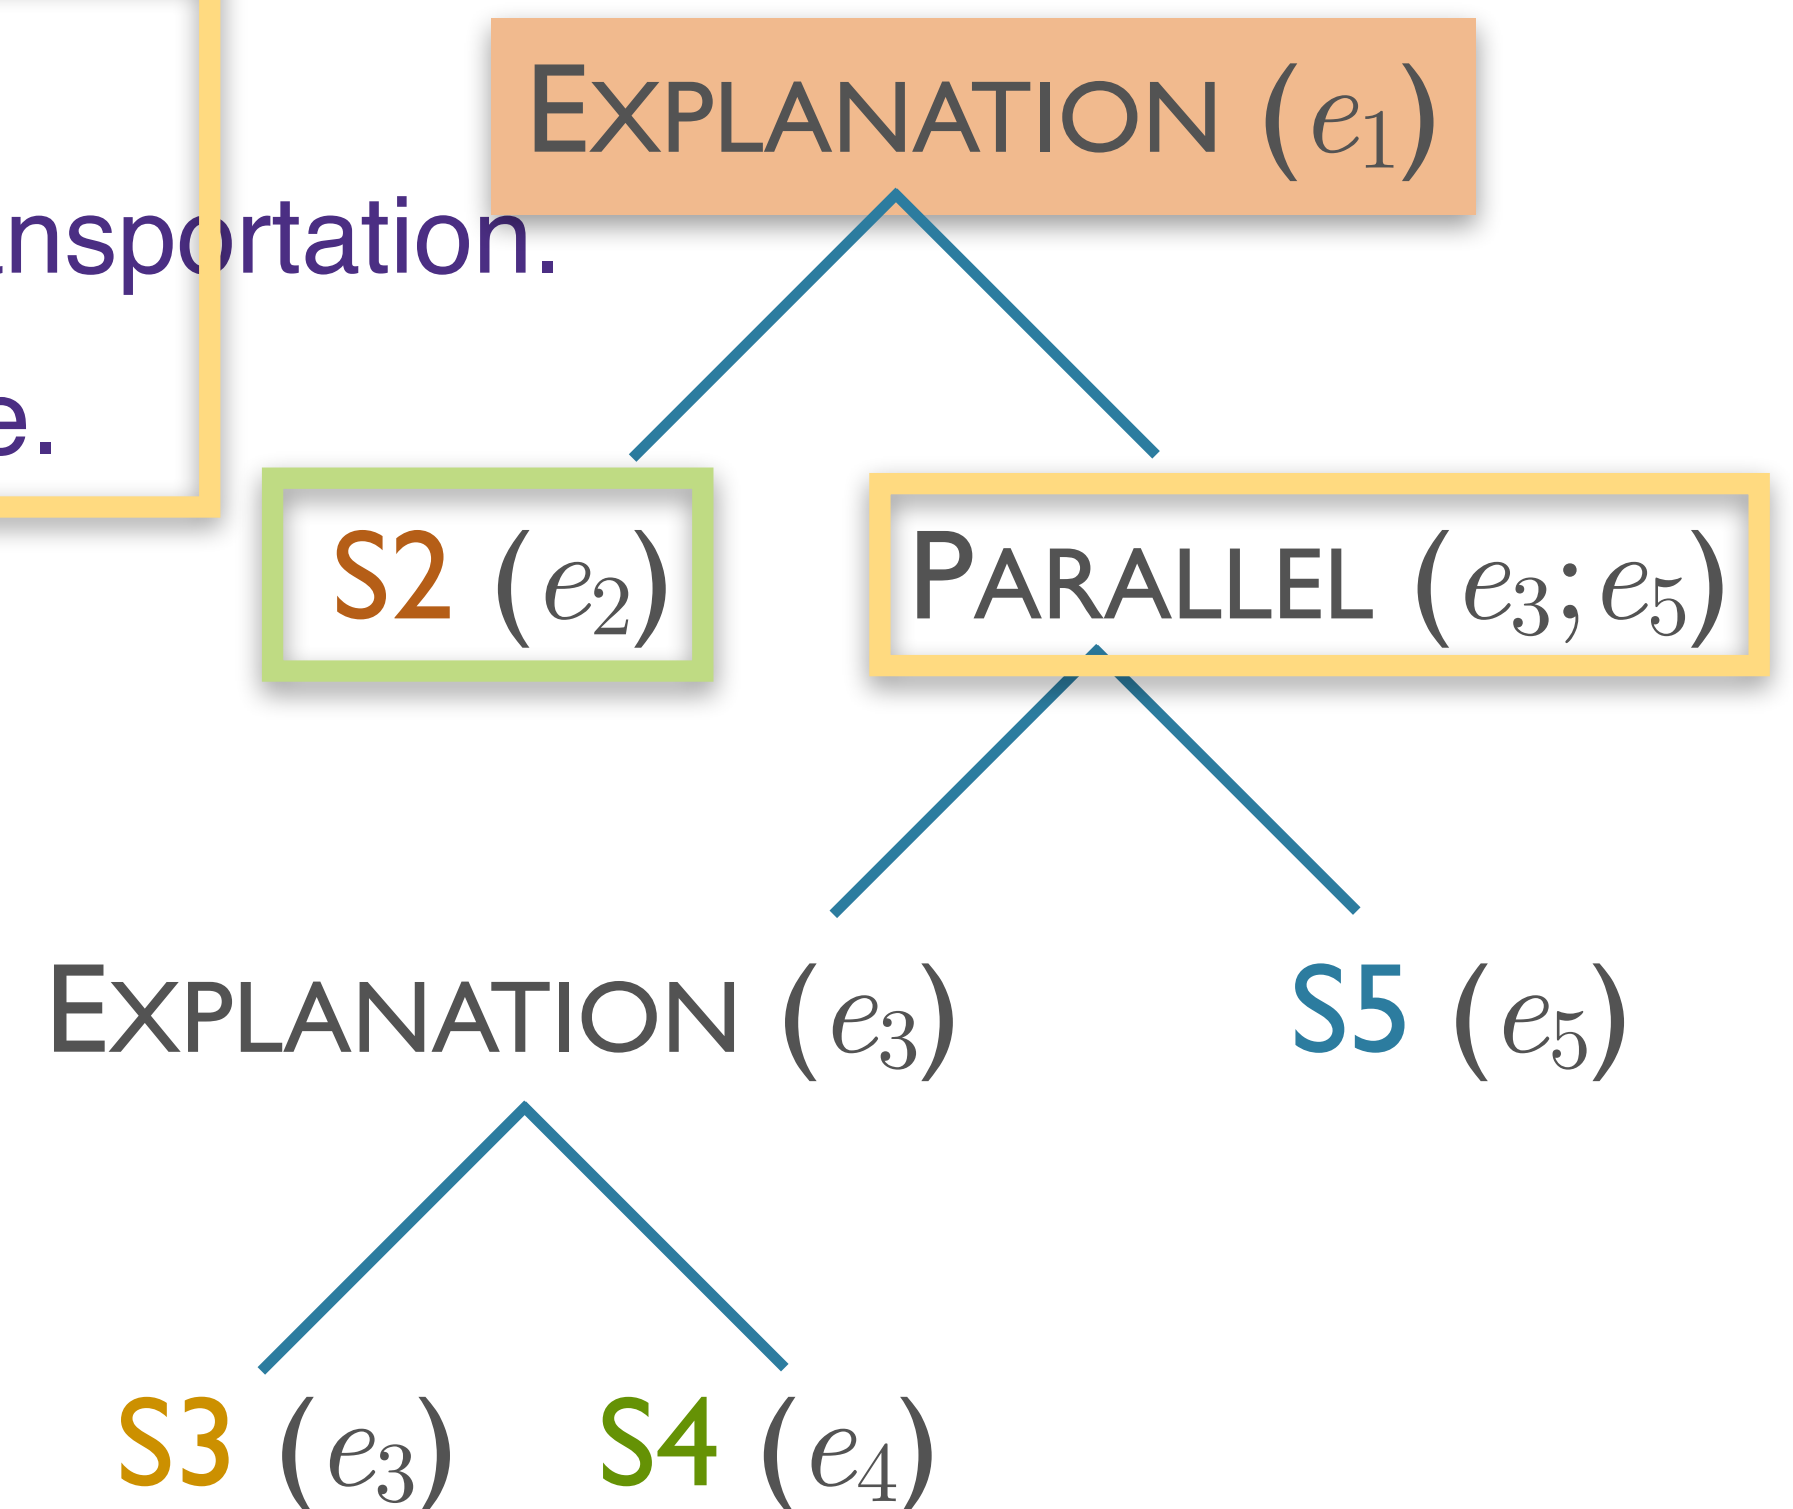 EXPLANATION (e₁)
nsportation.
e.
S2 (e₂) PARALLEL (e₃; e₅)
EXPLANATION (e₃) S5 (e₅)
S3 (e₃) S4 (e₄)